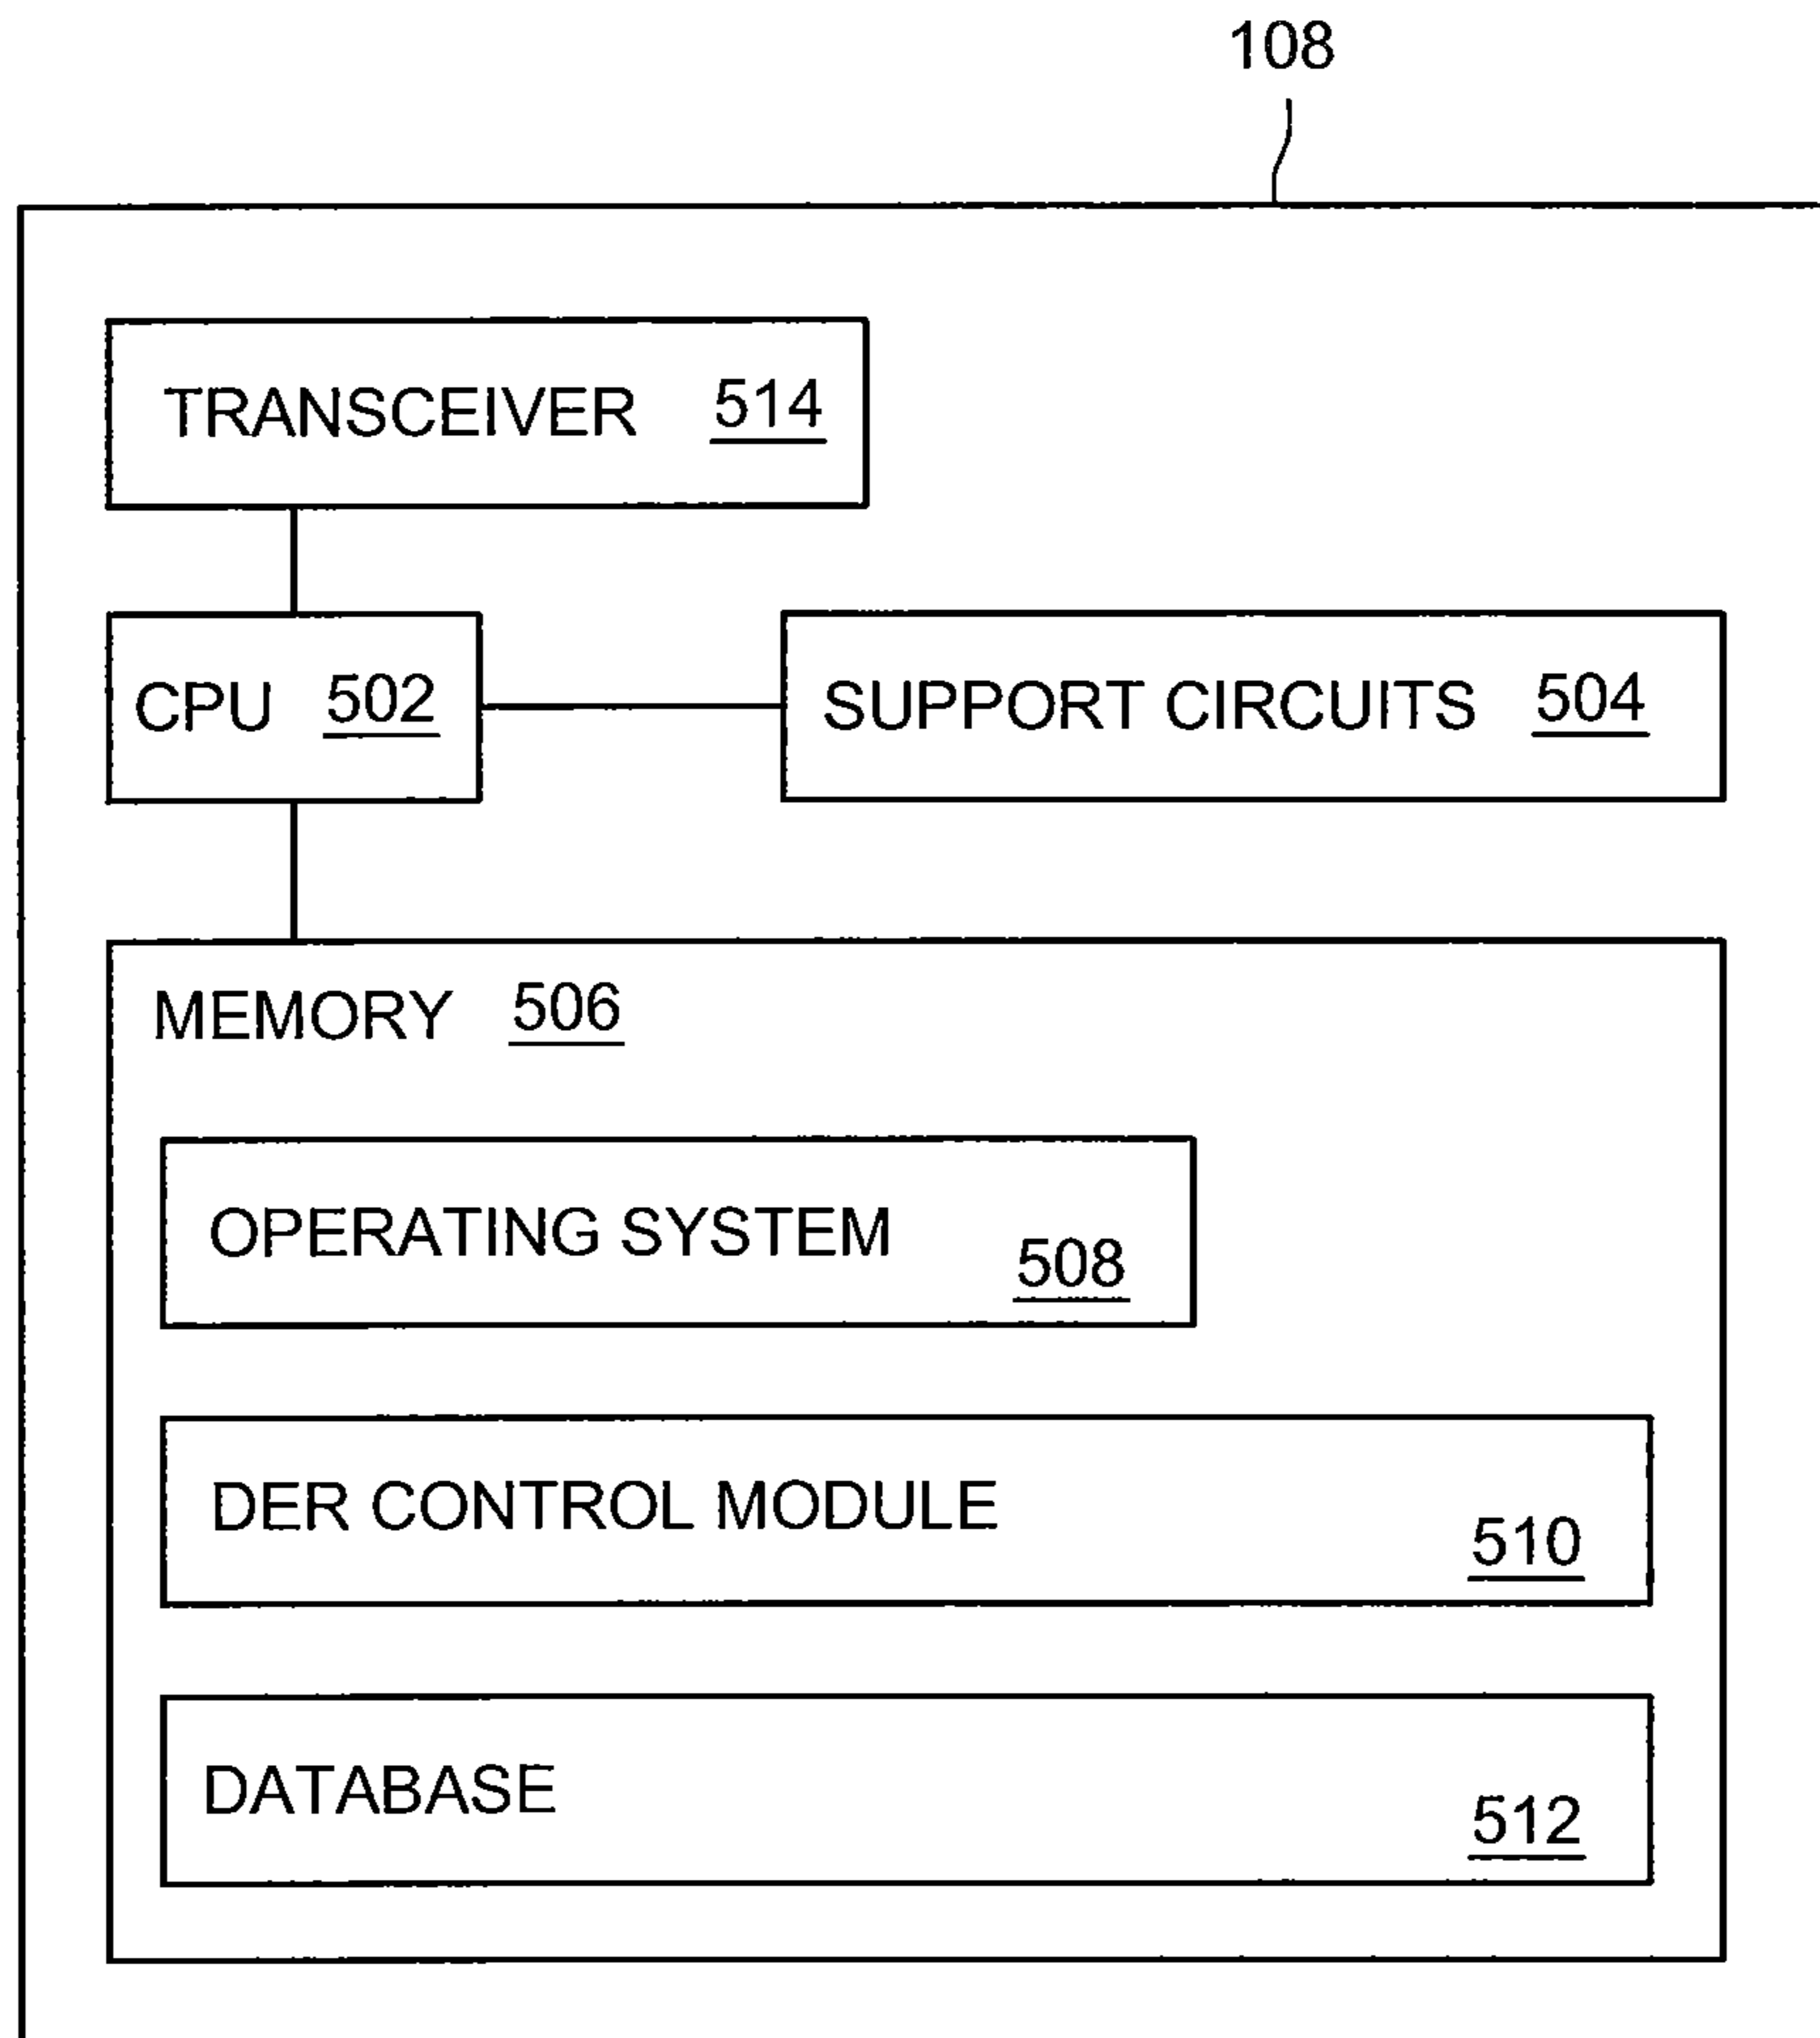 108
TRANSCEIVER 514
CPU 502
SUPPORT CIRCUITS 504
MEMORY 506
OPERATING SYSTEM 508
DER CONTROL MODULE 510
DATABASE 512